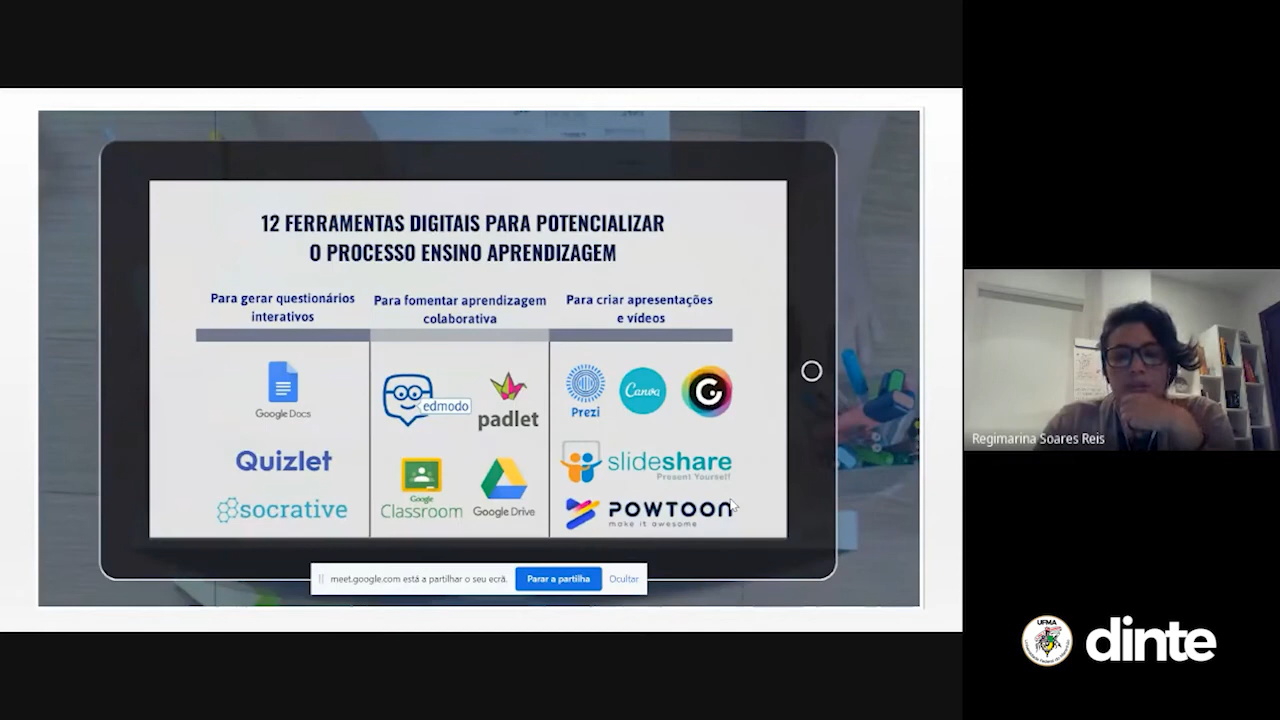 12 FERRAMENTAS DIGITAIS PARA POTENCIALIZAR
O PROCESSO ENSINO APRENDIZAGEM
Para gerar questionários
interativos
Para fomentar aprendizagem
colaborativa
Para criar apresentações
e vídeos
Google Docs
Quizlet
socrative
edmodo
padlet
Google
Classroom
Google Drive
Prezi
Canva
slideshare
Present Yourself
POWTOON
make it awesome
meet.google.com está a partilhar o seu ecrã.
Parar a partilha
Ocultar
Regimarina Soares Reis
UFMA
dinte